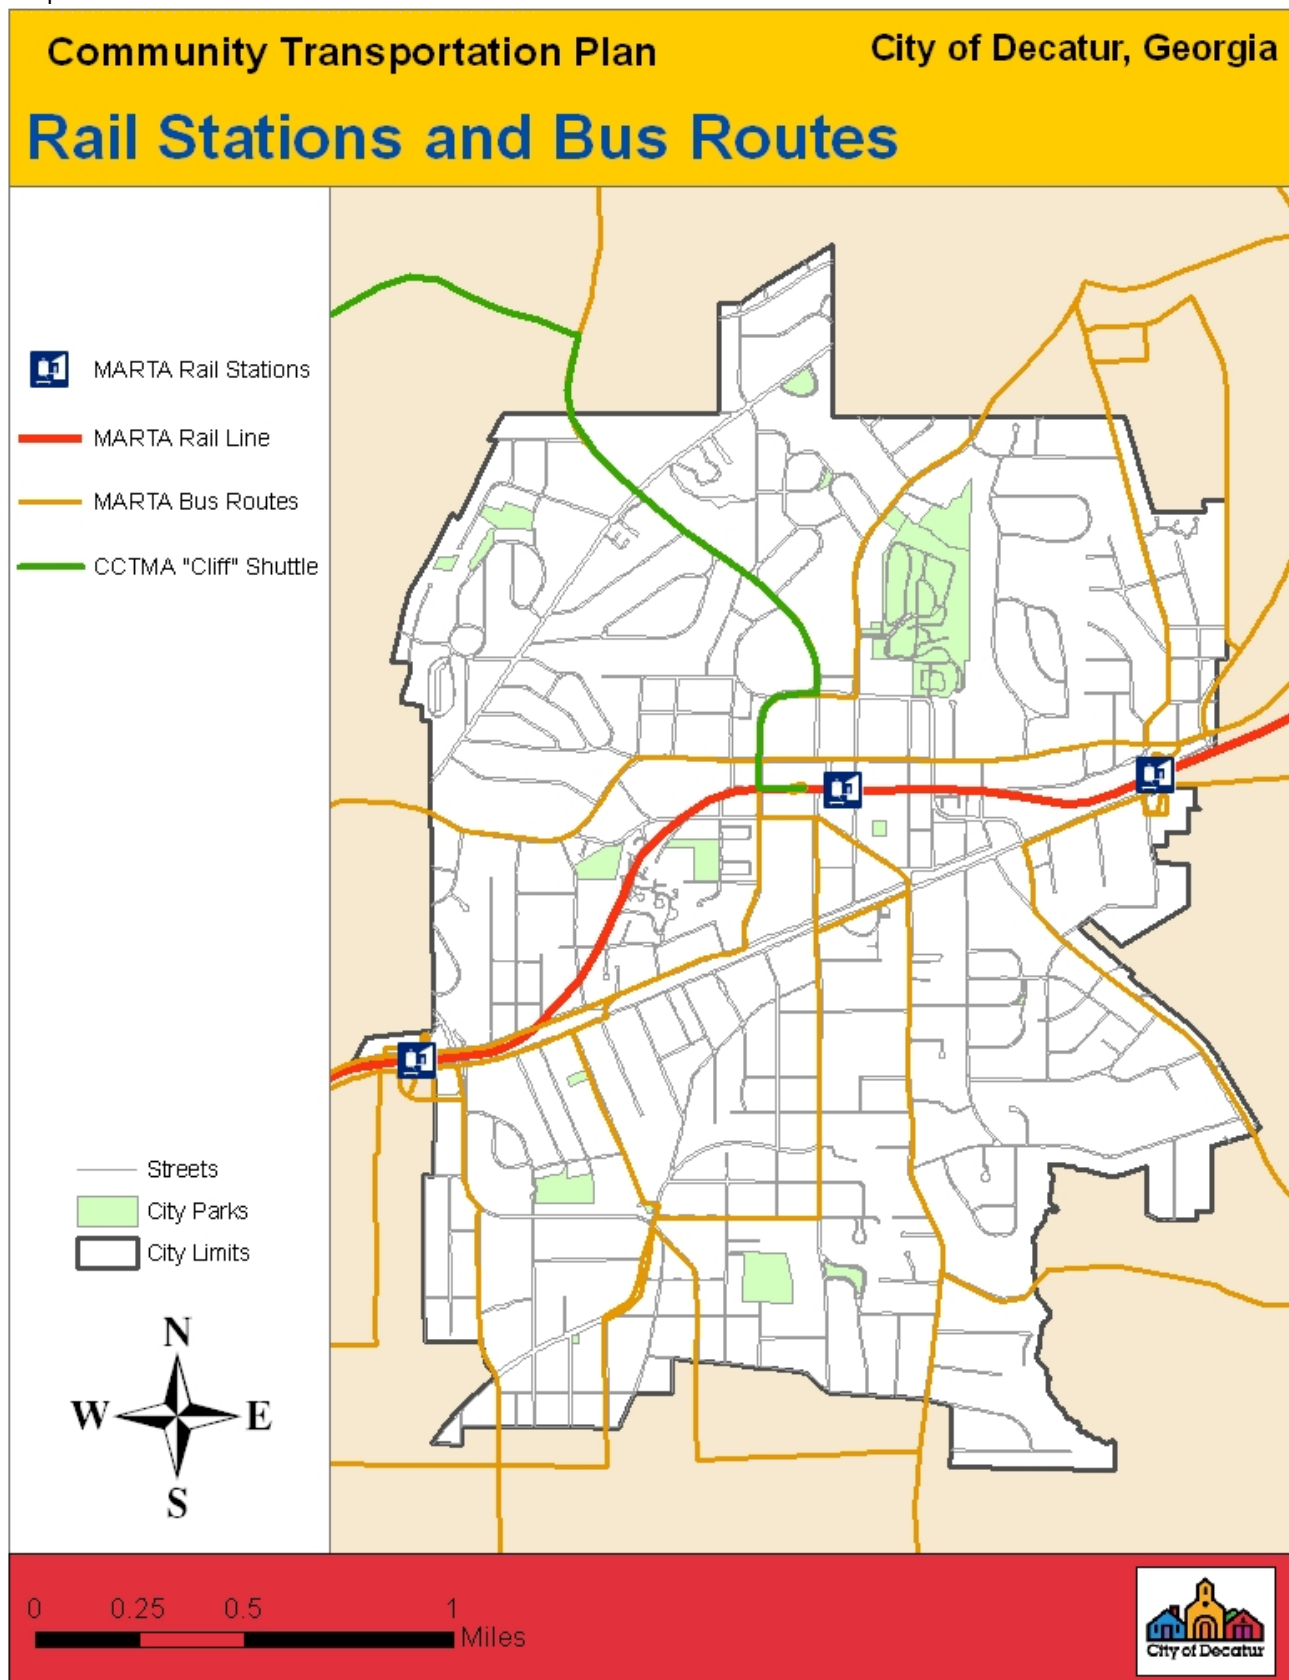 Community Transportation Plan
City of Decatur, Georgia
Rail Stations and Bus Routes
MARTA Rail Stations
MARTA Rail Line
MARTA Bus Routes
CCTMA "Cliff" Shuttle
Streets
City Parks
City Limits
N
W E
S
0 0.25 0.5 1
Miles
City of Decatur